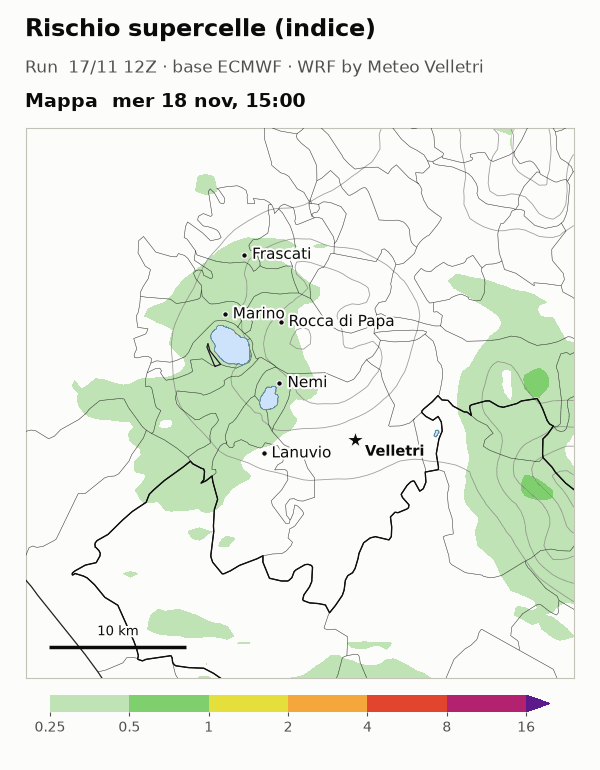 Rischio supercelle (indice)
Run  17/11 12Z · base ECMWF · WRF by Meteo Velletri
Mappa  mer 18 nov, 15:00
Frascati
Marino
Rocca di Papa
Nemi
Velletri
Lanuvio
10 km
0.25 0.5 1 2 4 8 16